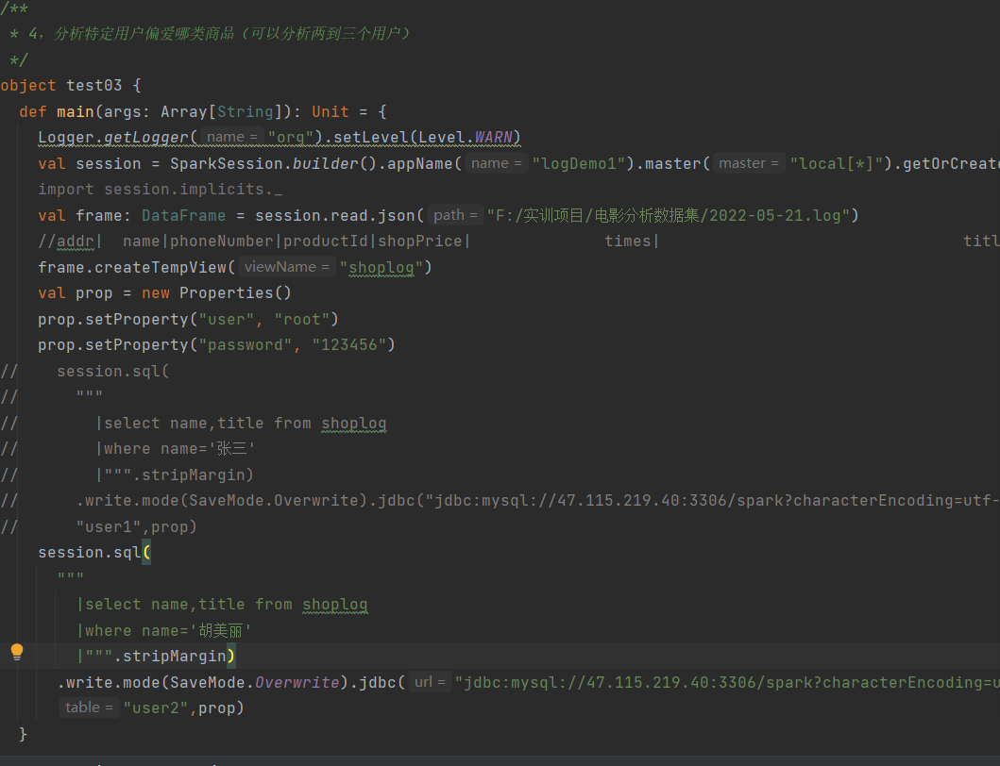 /**
* 4，分析特定用户偏爱哪类商品（可以分析两到三个用户）
*/
object test03 {
def main(args: Array[String]): Unit = {
Logger.getLogger( name = "org").setLevel(Level.WARN)
val session = SparkSession.builder().appName( name = "logDemo1").master( master = "local[*]").getOrCreate
import session.implicits._
val frame: DataFrame = session.read.json( path = "F:/实训项目/电影分析数据集/2022-05-21.log")
//addr|  name|phoneNumber|productId|shopPrice|              times|                                titl
frame.createTempView( viewName = "shoplog")
val prop = new Properties()
prop.setProperty("user", "root")
prop.setProperty("password", "123456")
//    session.sql(
//      """
//        |select name,title from shoplog
//        |where name='张三'
//        |""".stripMargin)
//      .write.mode(SaveMode.Overwrite).jdbc("jdbc:mysql://47.115.219.40:3306/spark?characterEncoding=utf-
//      "user1",prop)
session.sql(
"""
|select name,title from shoplog
|where name='胡美丽'
|""".stripMargin)
.write.mode(SaveMode.Overwrite).jdbc( url = "jdbc:mysql://47.115.219.40:3306/spark?characterEncoding=u
table = "user2",prop)
}